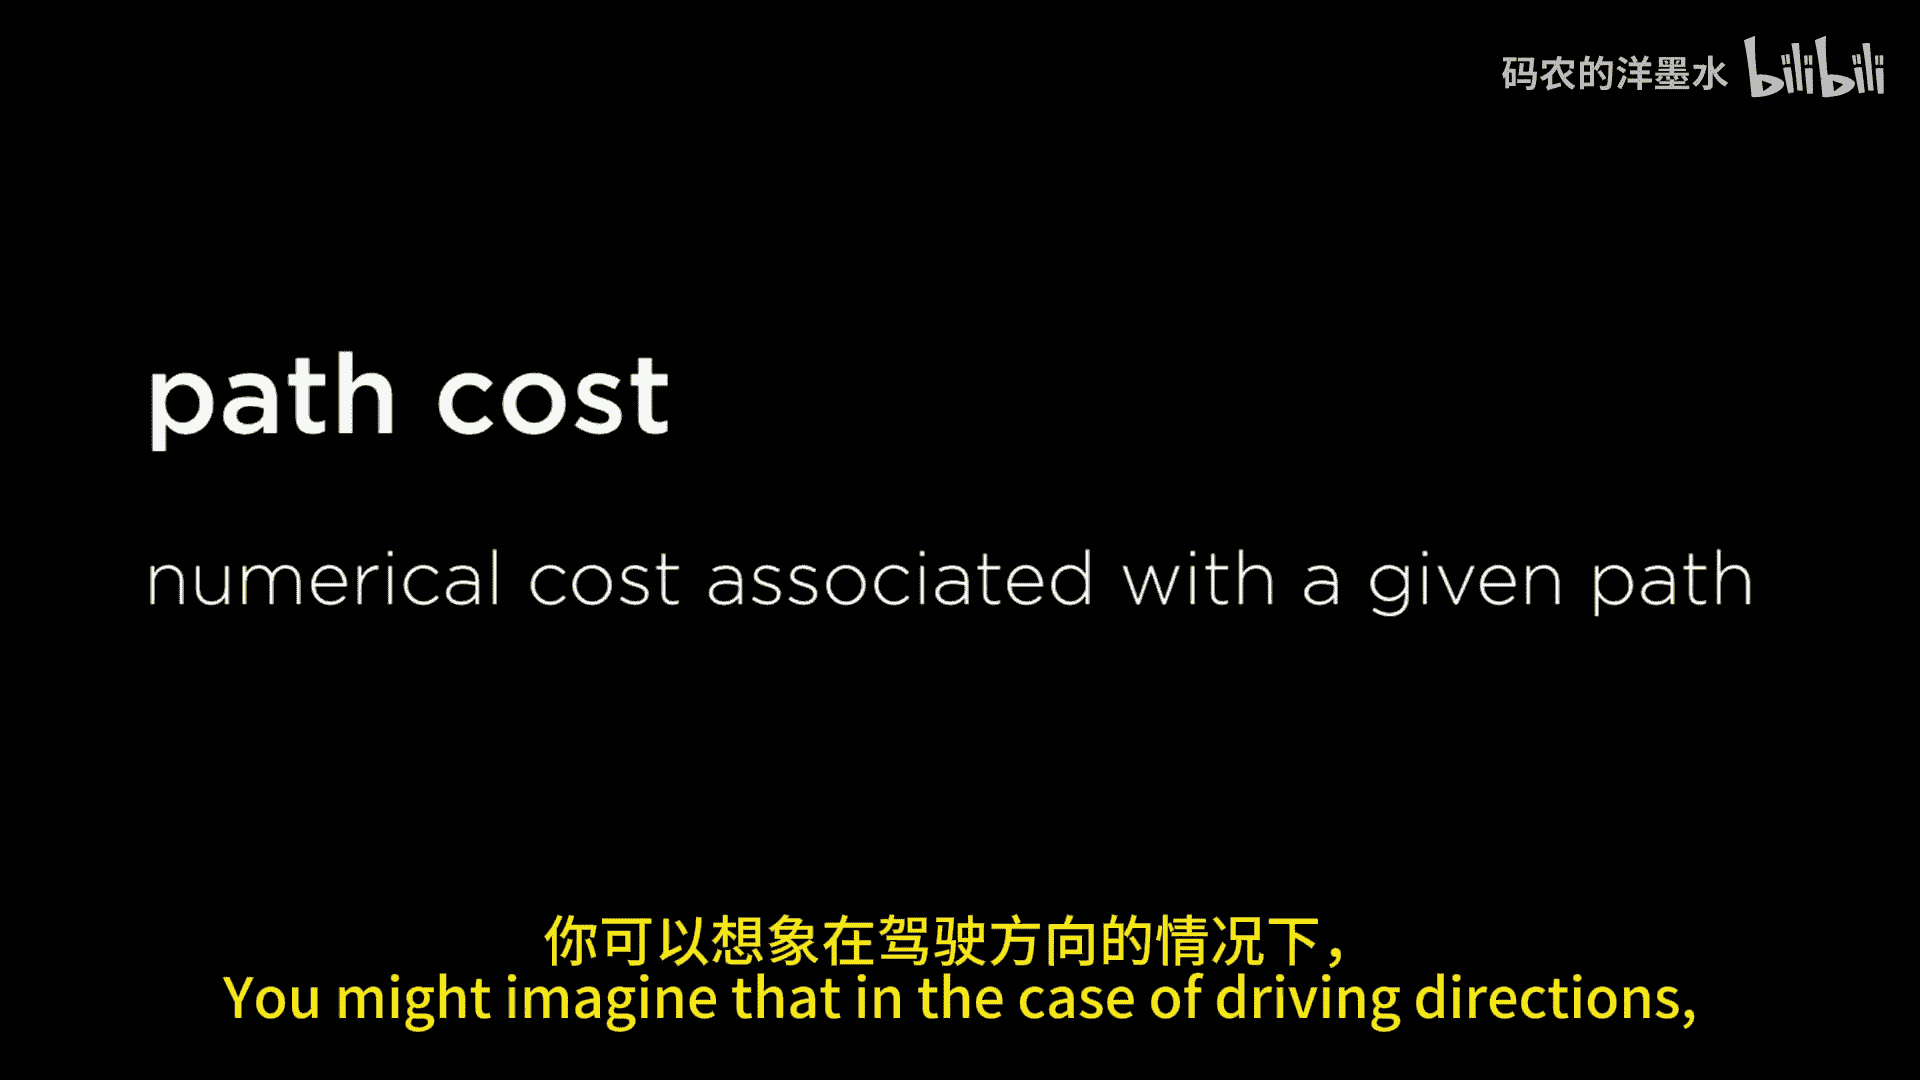 码农的洋墨水 bilibili
path cost
numerical cost associated with a given path
你可以想象在驾驶方向的情况下，
You might imagine that in the case of driving directions,